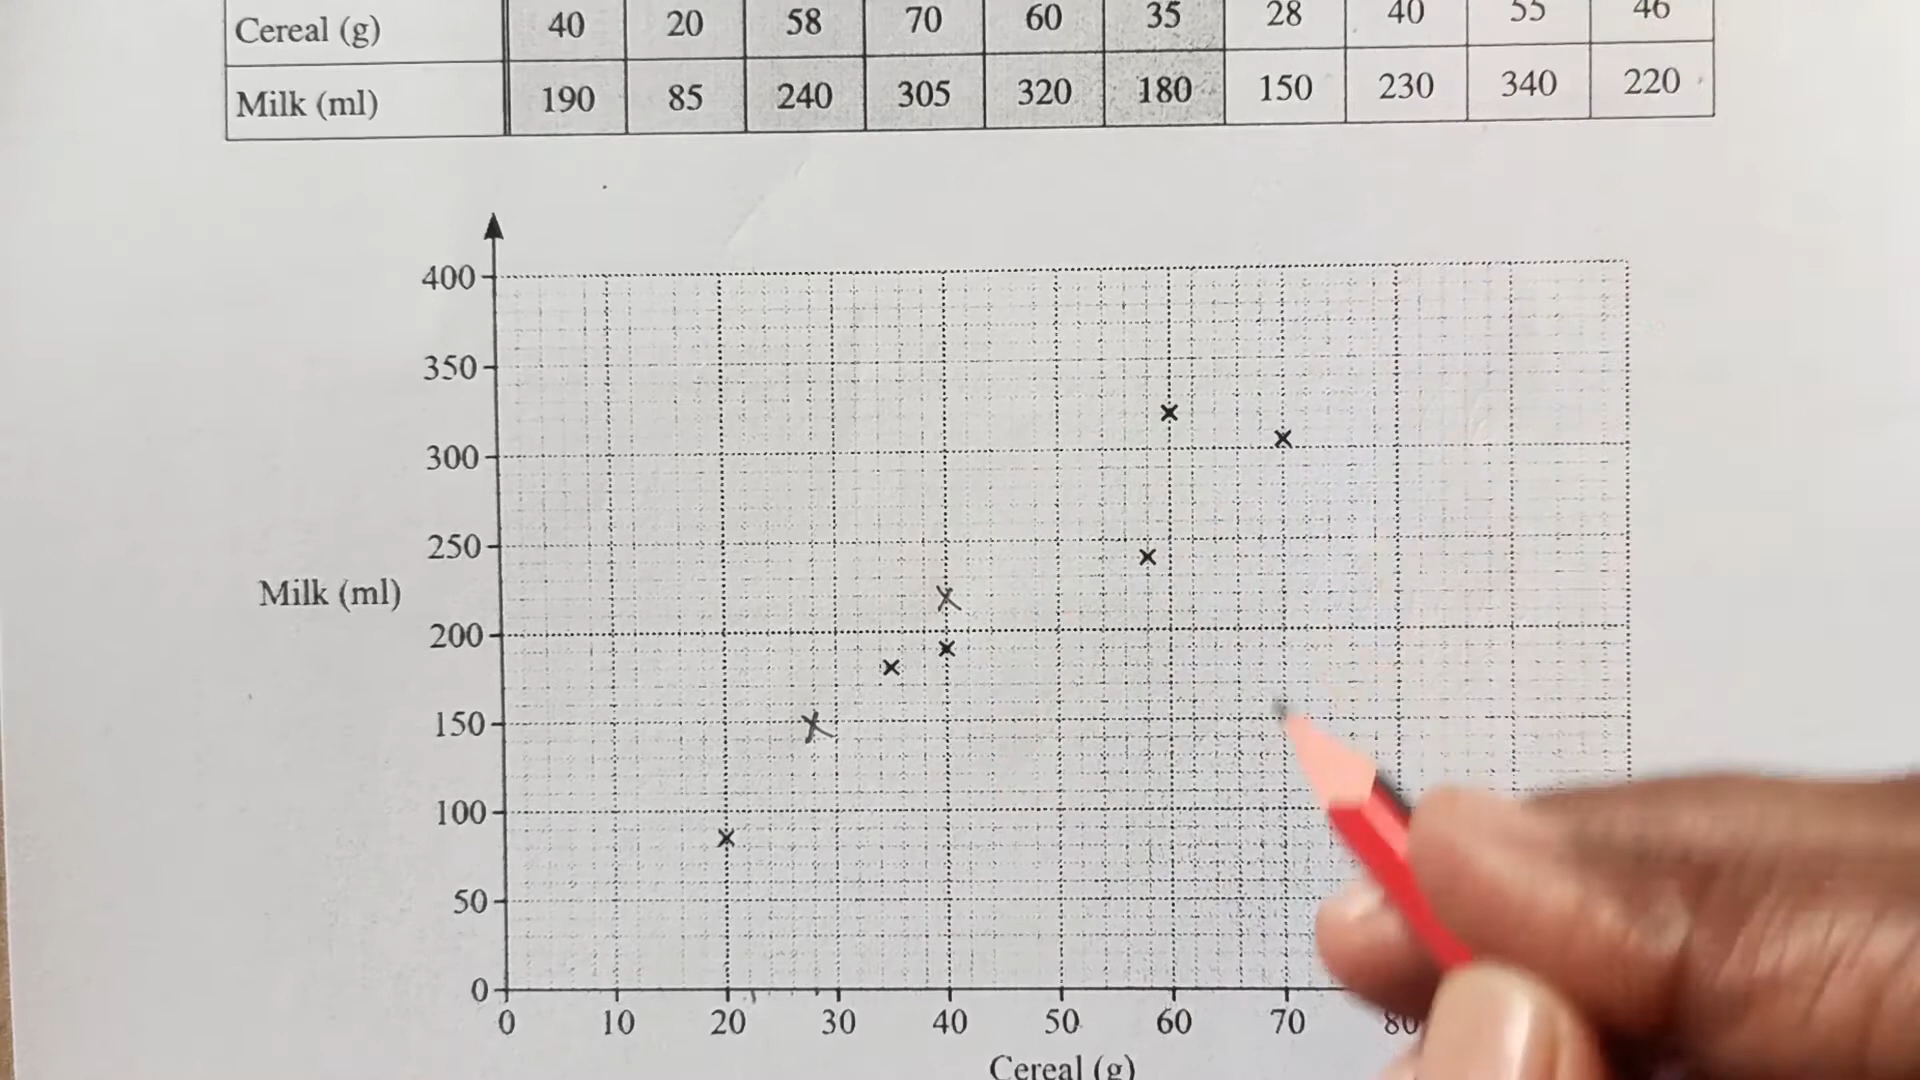 Cereal (g) 40 20 58 70 60 35 28 40 55 46
Milk (ml) 190 85 240 305 320 180 150 230 340 220
400
350
300
250
Milk (ml)
200
150
100
50
0
0 10 20 30 40 50 60 70 80
Cereal (g)